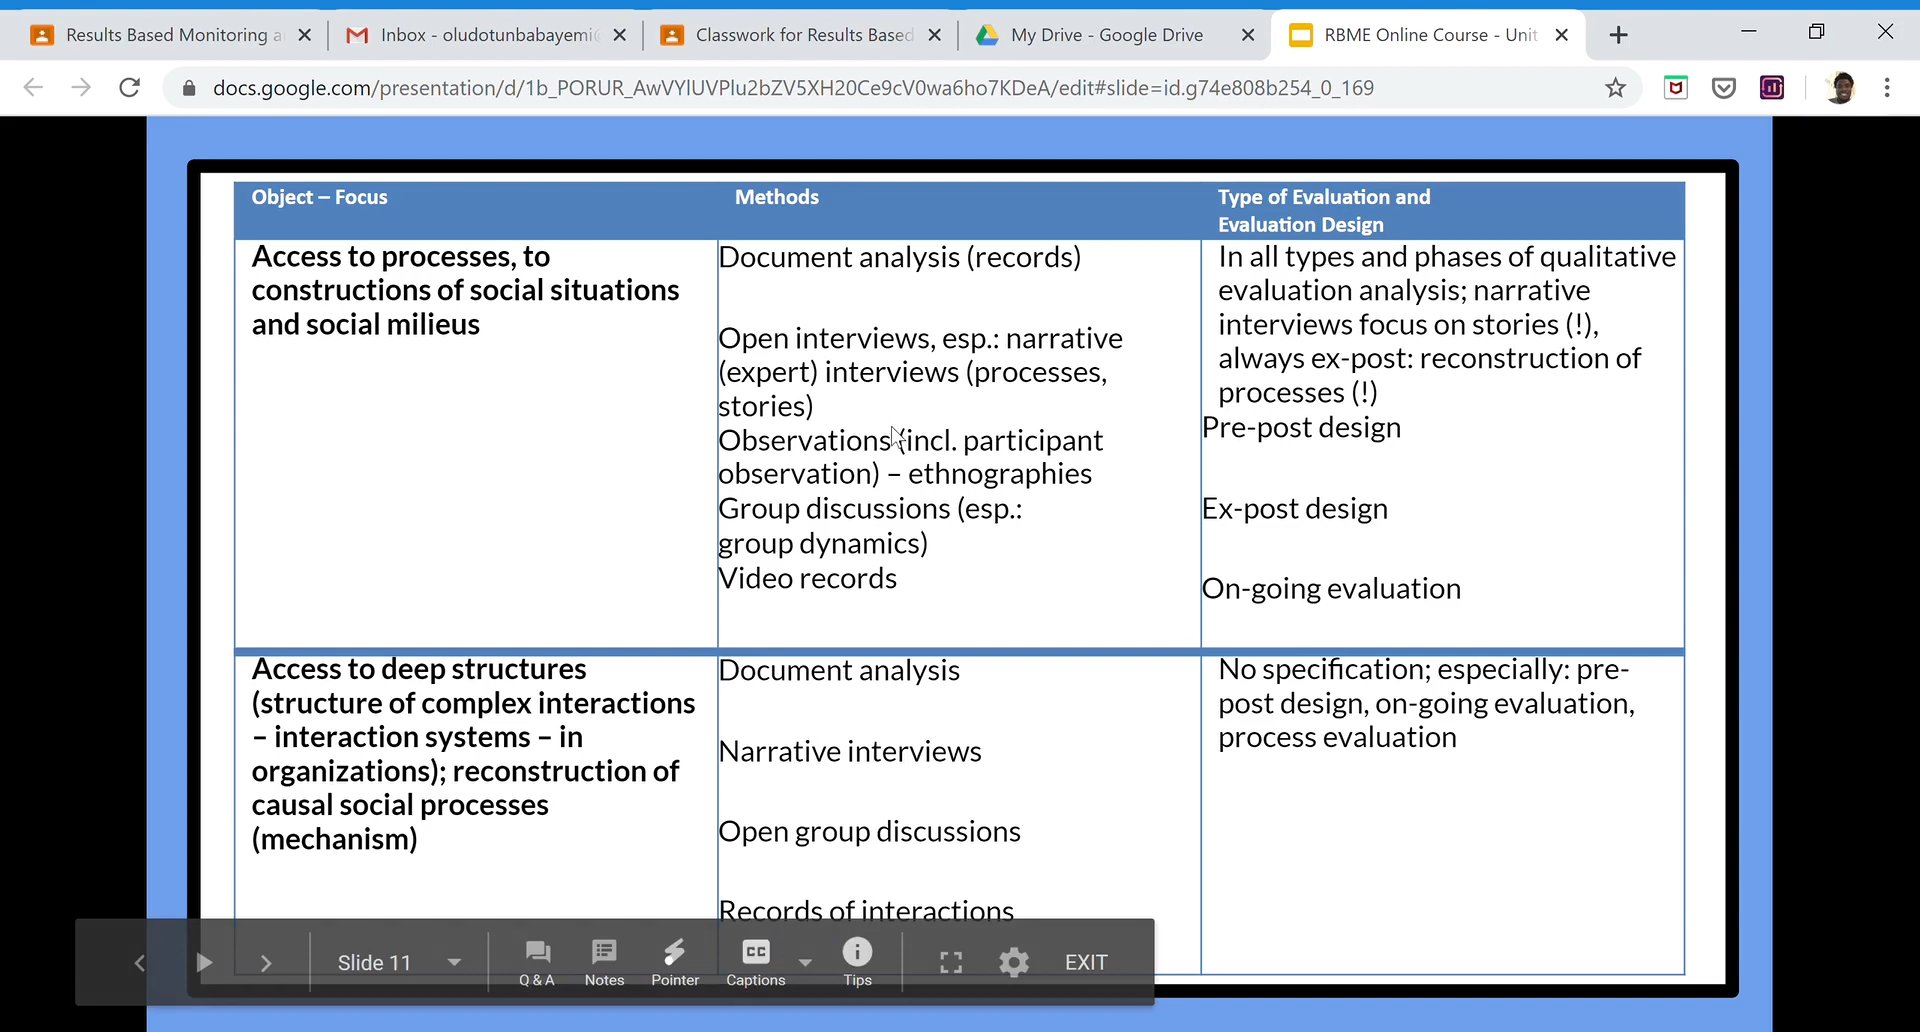 Results Based Monitoring a
Inbox - oludotunbabayemi@
Classwork for Results Based
My Drive - Google Drive
RBME Online Course - Unit
docs.google.com/presentation/d/1b_PORUR_AwVYlUVPlu2bZV5XH20Ce9cV0wa6ho7KDeA/edit#slide=id.g74e808b254_0_169
Object – Focus
Methods
Type of Evaluation and
Evaluation Design
Access to processes, to
constructions of social situations
and social milieus
Document analysis (records)
Open interviews, esp.: narrative
(expert) interviews (processes,
stories)
Observations (incl. participant
observation) – ethnographies
Group discussions (esp.:
group dynamics)
Video records
In all types and phases of qualitative
evaluation analysis; narrative
interviews focus on stories (!),
always ex-post: reconstruction of
processes (!)
Pre-post design
Ex-post design
On-going evaluation
Access to deep structures
(structure of complex interactions
– interaction systems – in
organizations); reconstruction of
causal social processes
(mechanism)
Document analysis
Narrative interviews
Open group discussions
Records of interactions
No specification; especially: pre-
post design, on-going evaluation,
process evaluation
Slide 11
Q & A
Notes
Pointer
CC
Captions
Tips
EXIT